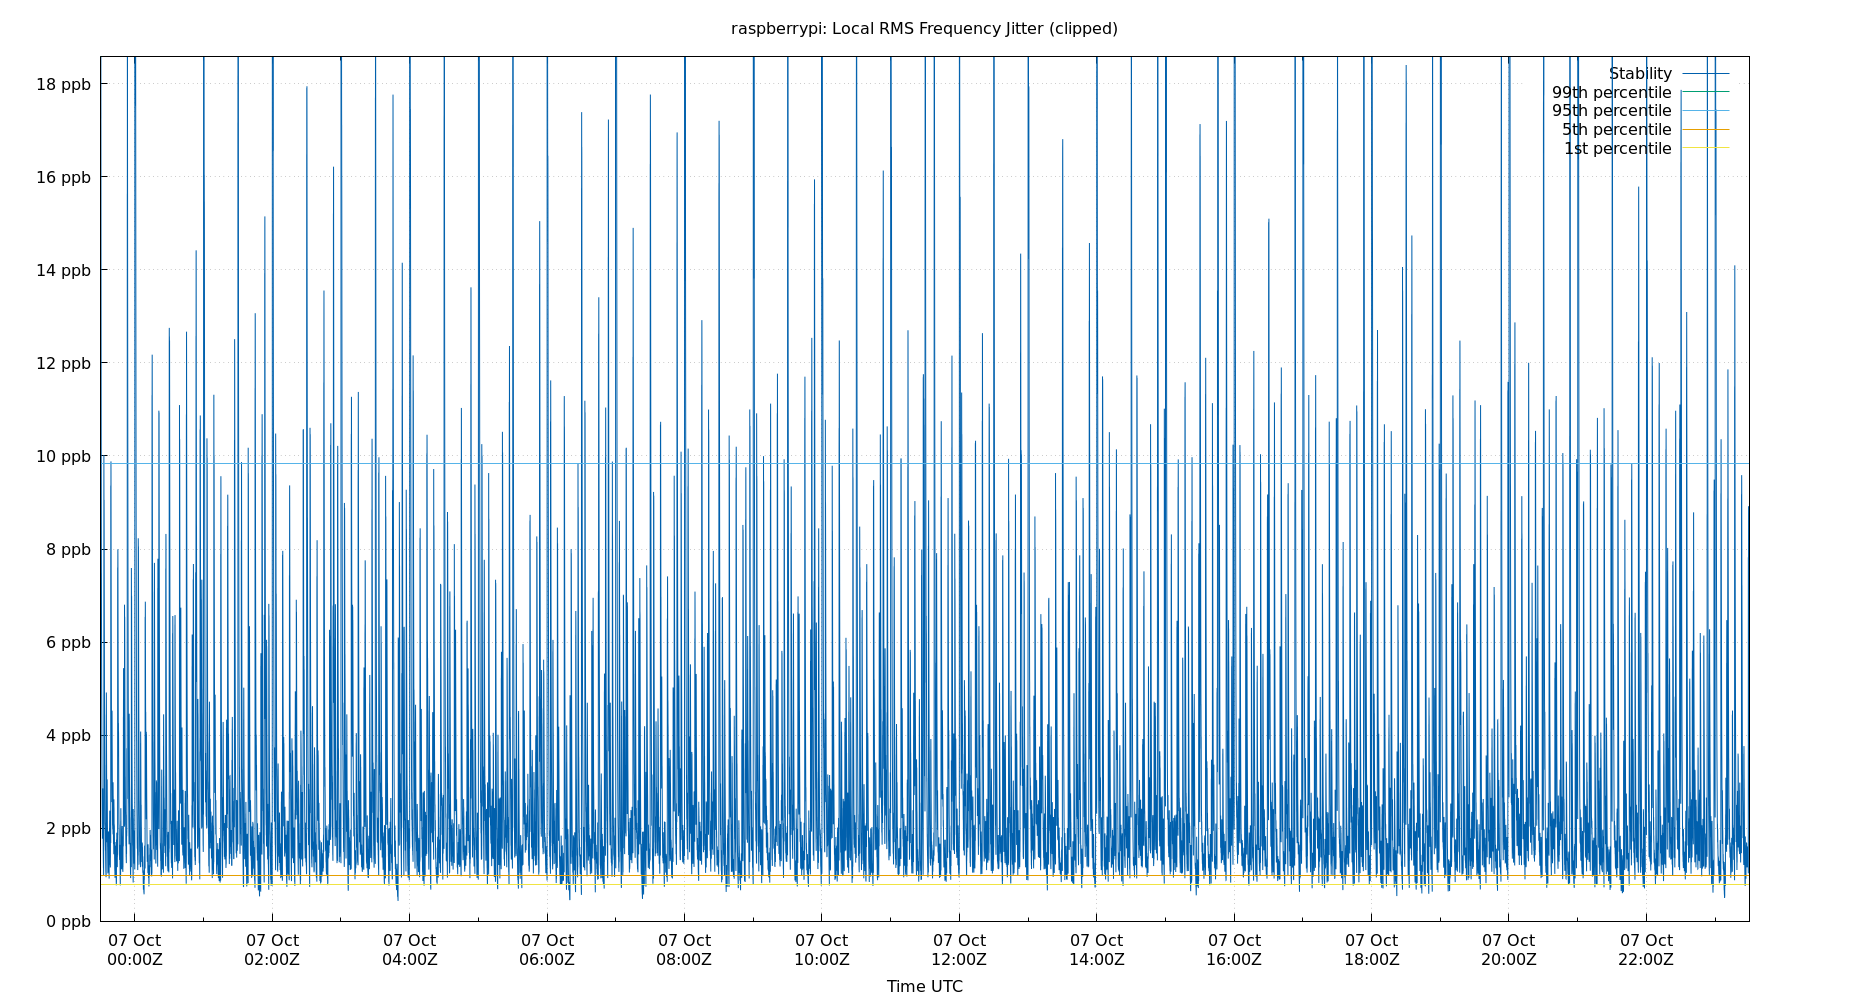 raspberrypi: Local RMS Frequency Jitter (clipped)
18 ppb
16 ppb
14 ppb
12 ppb
10 ppb
8 ppb
6 ppb
4 ppb
2 ppb
0 ppb
Stability
99th percentile
95th percentile
5th percentile
1st percentile
07 Oct 07 Oct 07 Oct 07 Oct 07 Oct 07 Oct 07 Oct 07 Oct 07 Oct 07 Oct 07 Oct 07 Oct
00:00Z 02:00Z 04:00Z 06:00Z 08:00Z 10:00Z 12:00Z 14:00Z 16:00Z 18:00Z 20:00Z 22:00Z
Time UTC